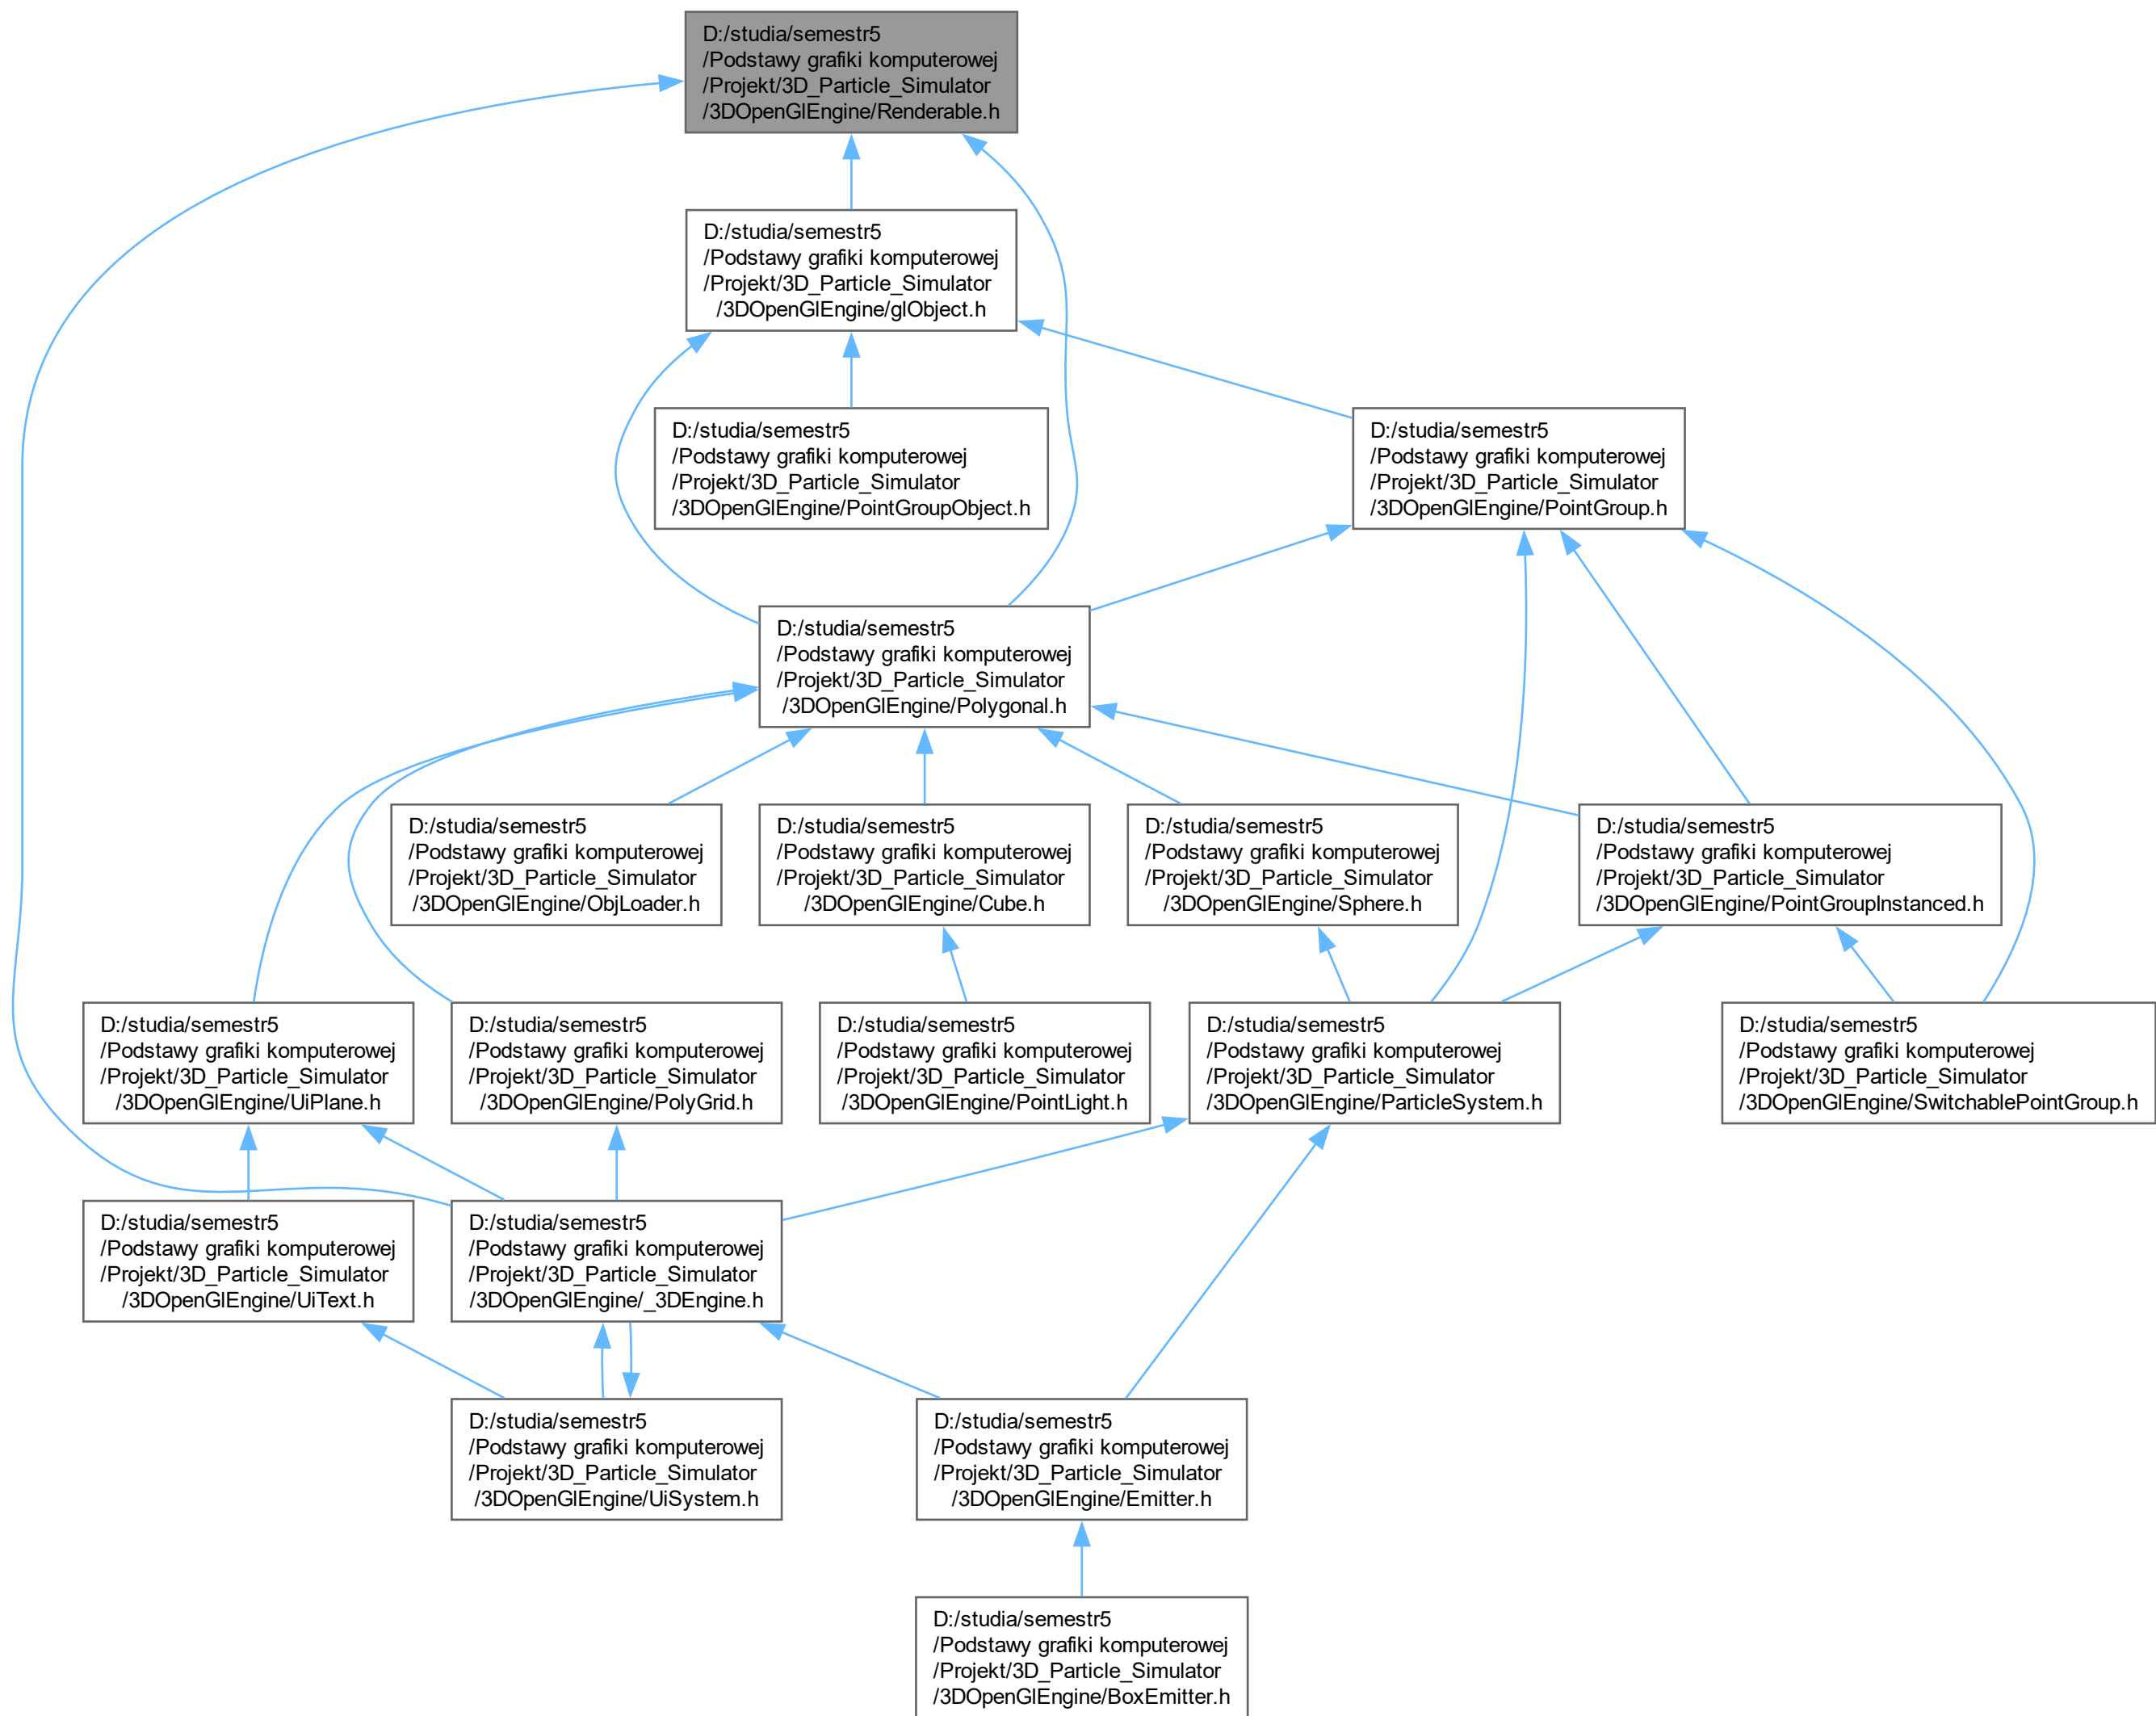 D:/studia/semestr5
/Podstawy grafiki komputerowej
/Projekt/3D_Particle_Simulator
/3DOpenGlEngine/Renderable.h
D:/studia/semestr5
/Podstawy grafiki komputerowej
/Projekt/3D_Particle_Simulator
/3DOpenGlEngine/glObject.h
D:/studia/semestr5
/Podstawy grafiki komputerowej
/Projekt/3D_Particle_Simulator
/3DOpenGlEngine/PointGroupObject.h
D:/studia/semestr5
/Podstawy grafiki komputerowej
/Projekt/3D_Particle_Simulator
/3DOpenGlEngine/PointGroup.h
D:/studia/semestr5
/Podstawy grafiki komputerowej
/Projekt/3D_Particle_Simulator
/3DOpenGlEngine/Polygonal.h
D:/studia/semestr5
/Podstawy grafiki komputerowej
/Projekt/3D_Particle_Simulator
/3DOpenGlEngine/ObjLoader.h
D:/studia/semestr5
/Podstawy grafiki komputerowej
/Projekt/3D_Particle_Simulator
/3DOpenGlEngine/Cube.h
D:/studia/semestr5
/Podstawy grafiki komputerowej
/Projekt/3D_Particle_Simulator
/3DOpenGlEngine/Sphere.h
D:/studia/semestr5
/Podstawy grafiki komputerowej
/Projekt/3D_Particle_Simulator
/3DOpenGlEngine/PointGroupInstanced.h
D:/studia/semestr5
/Podstawy grafiki komputerowej
/Projekt/3D_Particle_Simulator
/3DOpenGlEngine/UiPlane.h
D:/studia/semestr5
/Podstawy grafiki komputerowej
/Projekt/3D_Particle_Simulator
/3DOpenGlEngine/PolyGrid.h
D:/studia/semestr5
/Podstawy grafiki komputerowej
/Projekt/3D_Particle_Simulator
/3DOpenGlEngine/PointLight.h
D:/studia/semestr5
/Podstawy grafiki komputerowej
/Projekt/3D_Particle_Simulator
/3DOpenGlEngine/ParticleSystem.h
D:/studia/semestr5
/Podstawy grafiki komputerowej
/Projekt/3D_Particle_Simulator
/3DOpenGlEngine/SwitchablePointGroup.h
D:/studia/semestr5
/Podstawy grafiki komputerowej
/Projekt/3D_Particle_Simulator
/3DOpenGlEngine/UiText.h
D:/studia/semestr5
/Podstawy grafiki komputerowej
/Projekt/3D_Particle_Simulator
/3DOpenGlEngine/_3DEngine.h
D:/studia/semestr5
/Podstawy grafiki komputerowej
/Projekt/3D_Particle_Simulator
/3DOpenGlEngine/UiSystem.h
D:/studia/semestr5
/Podstawy grafiki komputerowej
/Projekt/3D_Particle_Simulator
/3DOpenGlEngine/Emitter.h
D:/studia/semestr5
/Podstawy grafiki komputerowej
/Projekt/3D_Particle_Simulator
/3DOpenGlEngine/BoxEmitter.h